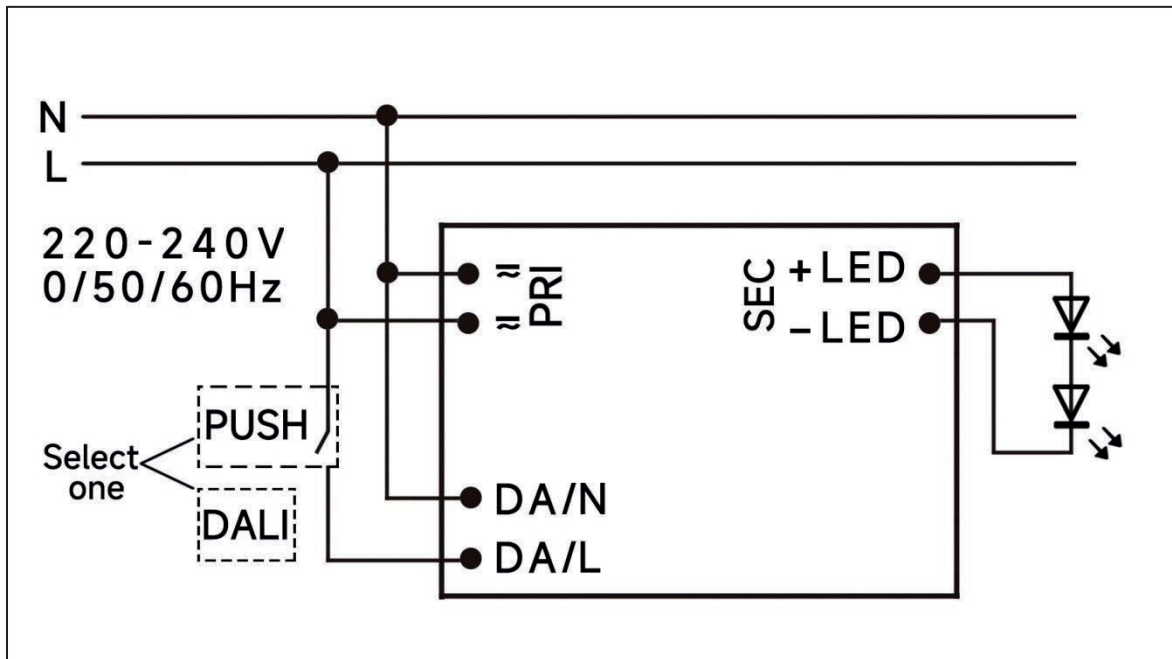 N
L
220-240V
0/50/60Hz
PRI
SEC
+LED
-LED
PUSH
Select
one
DALI
DA/N
DA/L